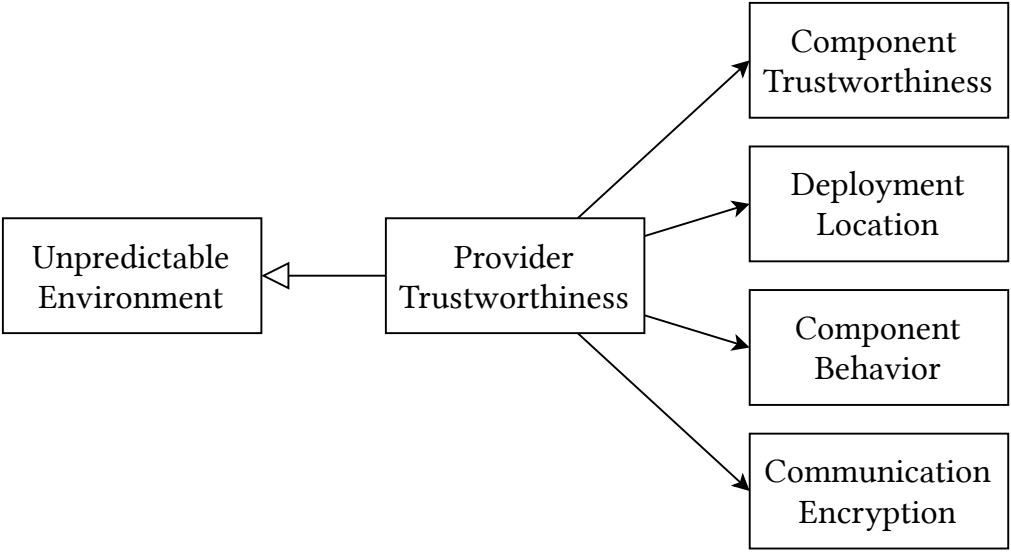 Component
Trustworthiness
Deployment
Location
Unpredictable
Environment
Provider
Trustworthiness
Component
Behavior
Communication
Encryption